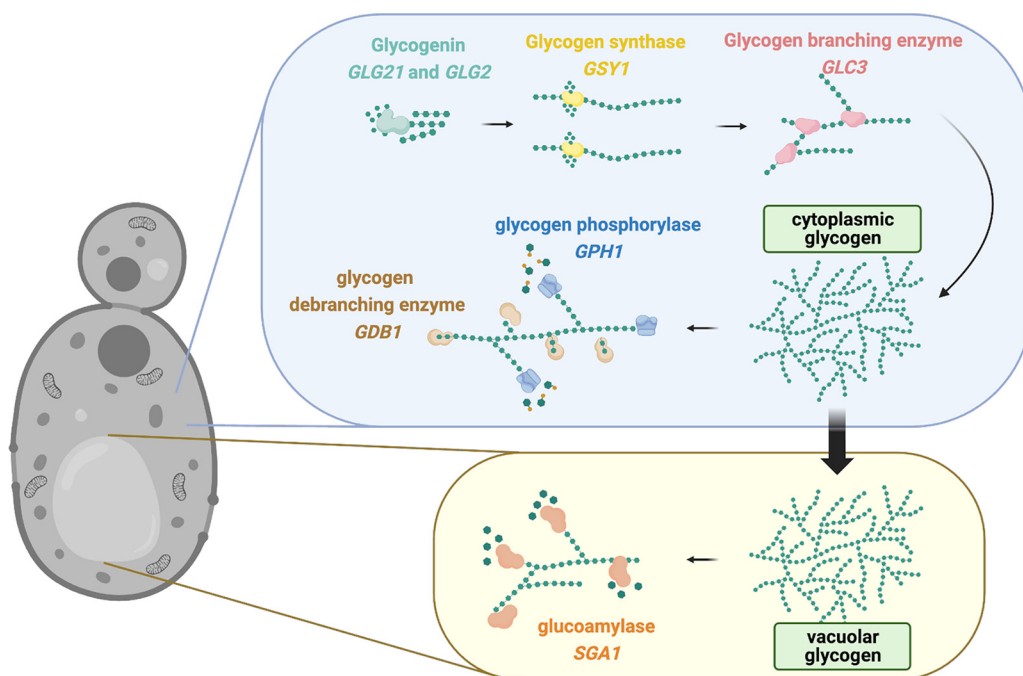 Glycogenin
GLG21 and GLG2
Glycogen synthase
GSY1
Glycogen branching enzyme
GLC3
cytoplasmic
glycogen
glycogen phosphorylase
GPH1
glycogen
debranching enzyme
GDB1
glucoamylase
SGA1
vacuolar
glycogen